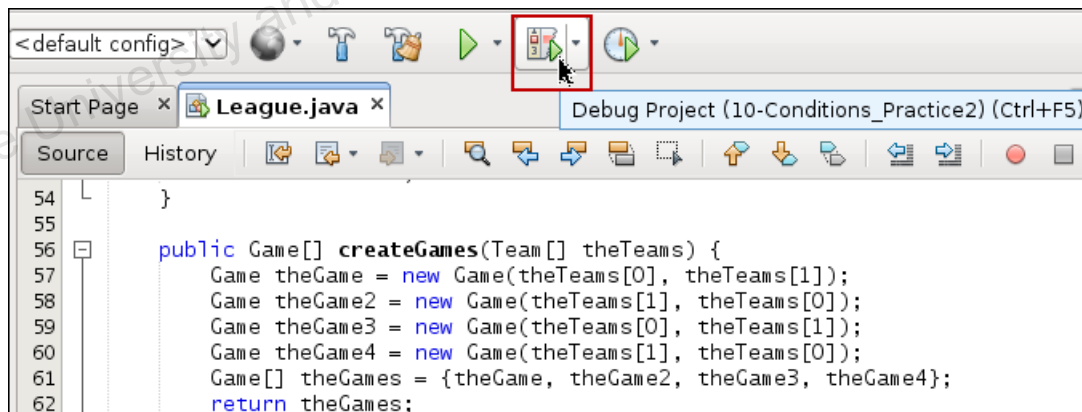 e University and
<default config>
Start Page × League.java ×
Debug Project (10-Conditions_Practice2) (Ctrl+F5)
Source History
54 }
55
56 public Game[] createGames(Team[] theTeams) {
57 Game theGame = new Game(theTeams[0], theTeams[1]);
58 Game theGame2 = new Game(theTeams[1], theTeams[0]);
59 Game theGame3 = new Game(theTeams[0], theTeams[1]);
60 Game theGame4 = new Game(theTeams[1], theTeams[0]);
61 Game[] theGames = {theGame, theGame2, theGame3, theGame4};
62 return theGames;